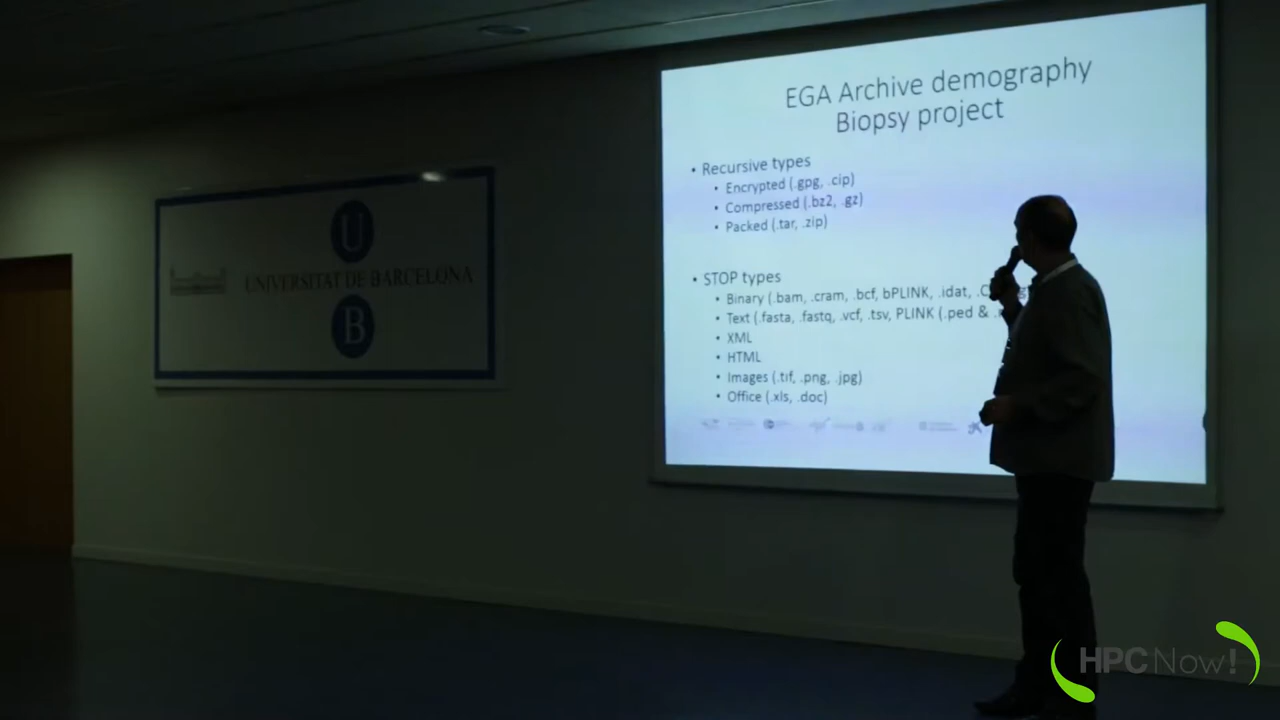 EGA Archive demography
Biopsy project
• Recursive types
• Encrypted (.gpg, .cip)
• Compressed (.bz2, .gz)
• Packed (.tar, .zip)
• STOP types
• Binary (.bam, .cram, .bcf, bPLINK, .idat,
• Text (.fasta, .fastq, .vcf, .tsv, PLINK (.ped &
• XML
• HTML
• Images (.tif, .png, .jpg)
• Office (.xls, .doc)
U
UNIVERSITAT DE BARCELONA
B
HPCNow!